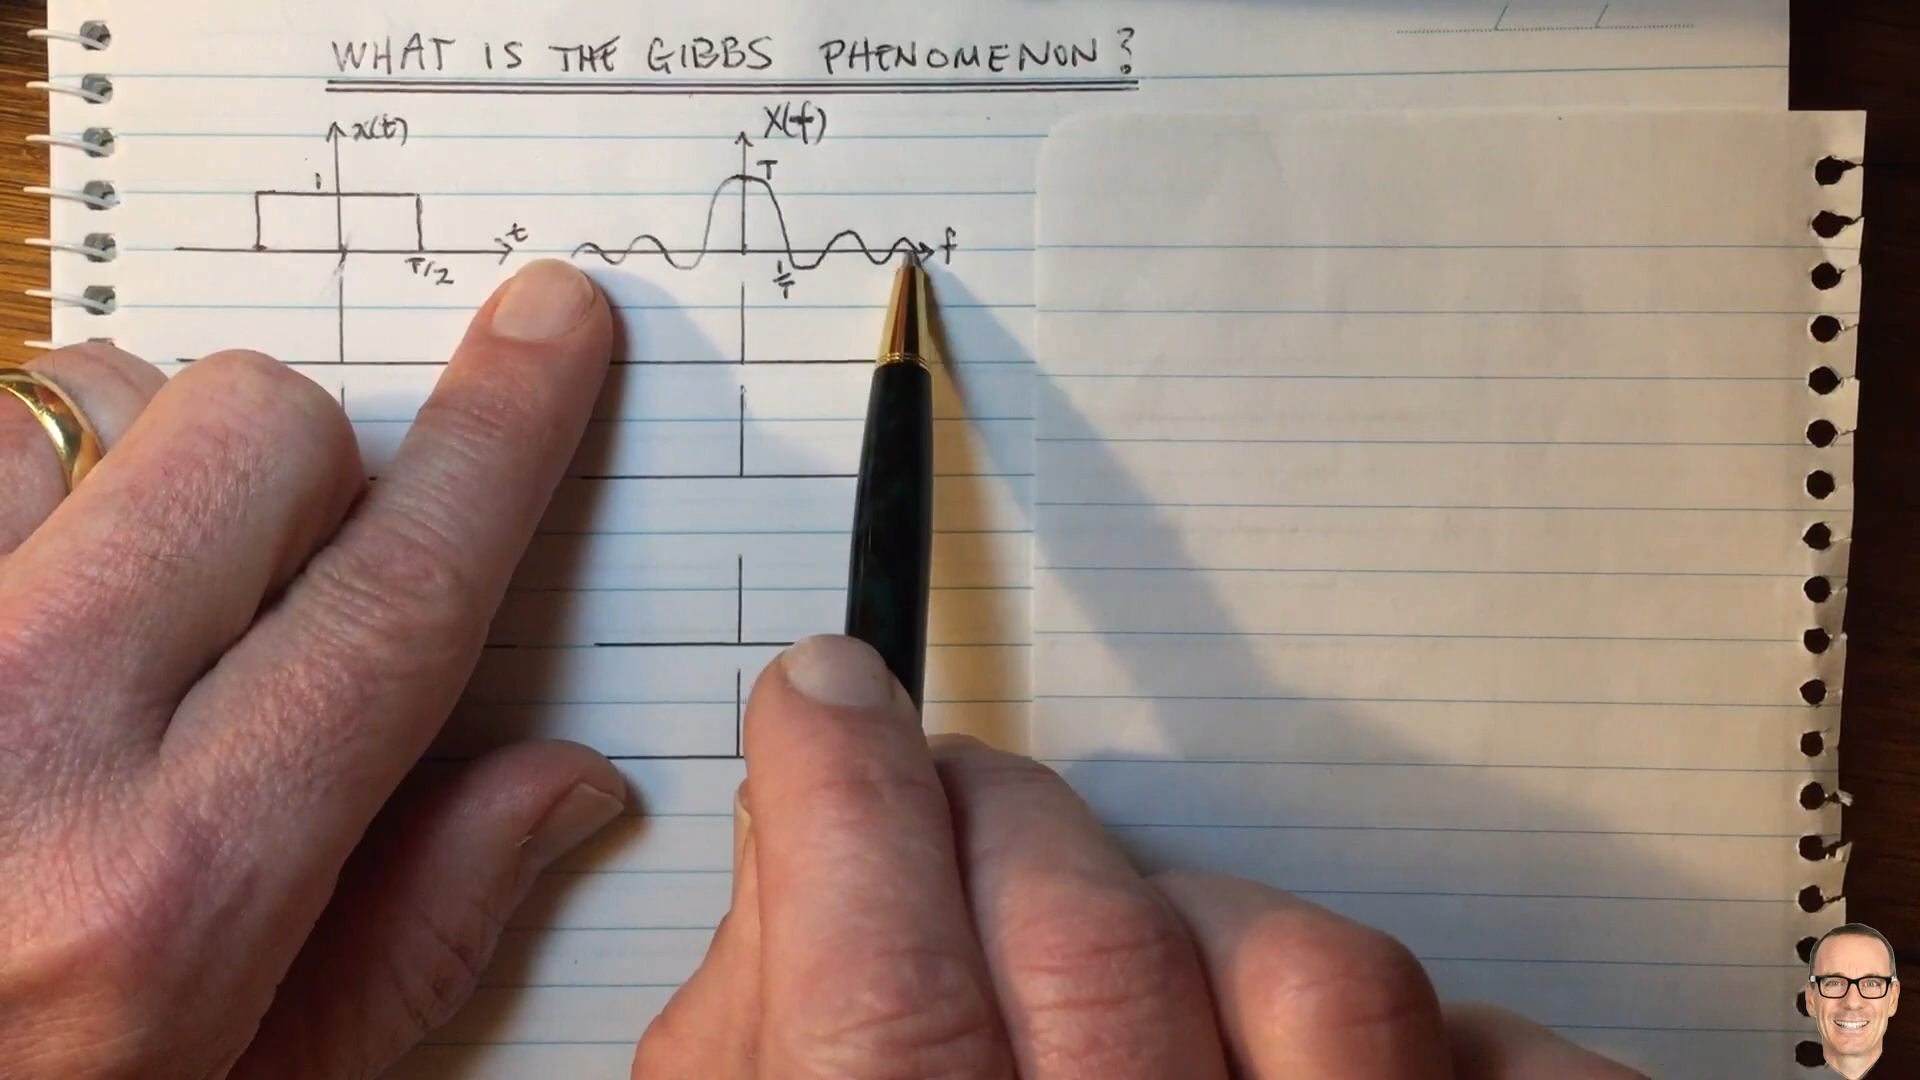 WHAT IS THE GIBBS PHENOMENON?
x(t)
X(f)
1
T
t
f
T/2
1/T